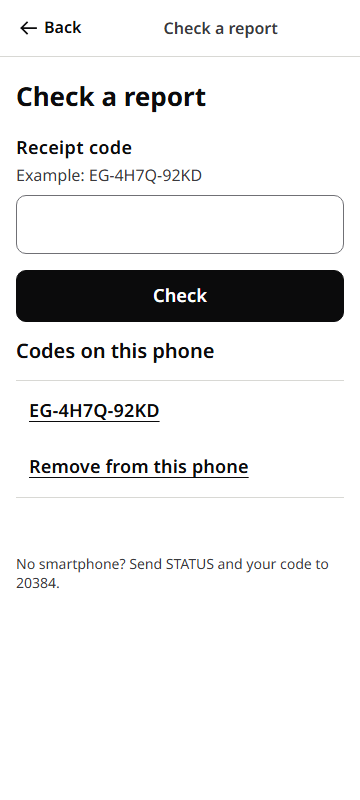 Back
Check a report
Check a report
Receipt code
Example: EG-4H7Q-92KD
Check
Codes on this phone
EG-4H7Q-92KD
Remove from this phone
No smartphone? Send STATUS and your code to
20384.